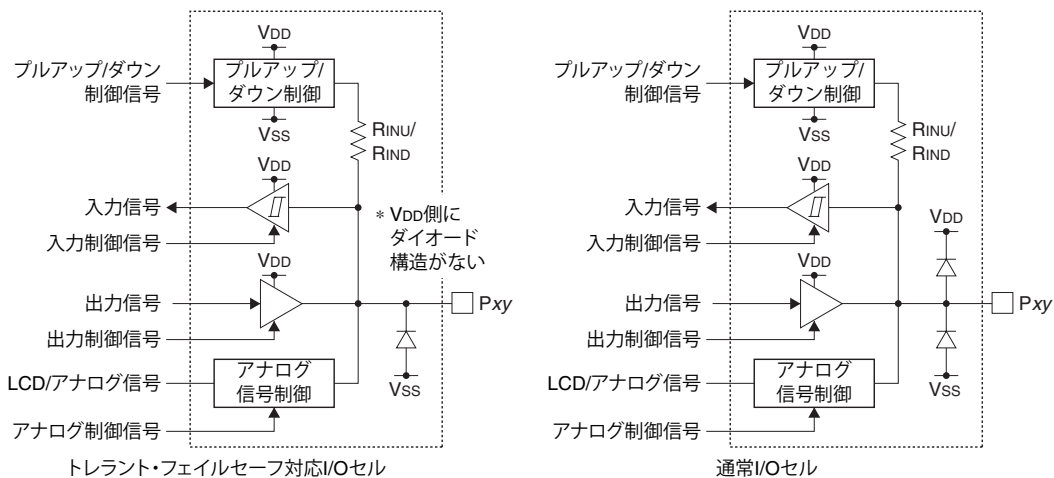 VDD
プルアップ/ダウン
制御信号
プルアップ/
ダウン制御
VSS
RINU/
RIND
VDD
入力信号
入力制御信号
* VDD側に
ダイオード
構造がない
VDD
出力信号
出力制御信号
Pxy
LCD/アナログ信号
アナログ
信号制御
VSS
アナログ制御信号
トレラント・フェイルセーフ対応I/Oセル
VDD
プルアップ/ダウン
制御信号
プルアップ/
ダウン制御
VSS
RINU/
RIND
VDD
入力信号
入力制御信号
VDD
VDD
出力信号
出力制御信号
Pxy
LCD/アナログ信号
アナログ
信号制御
VSS
アナログ制御信号
通常I/Oセル